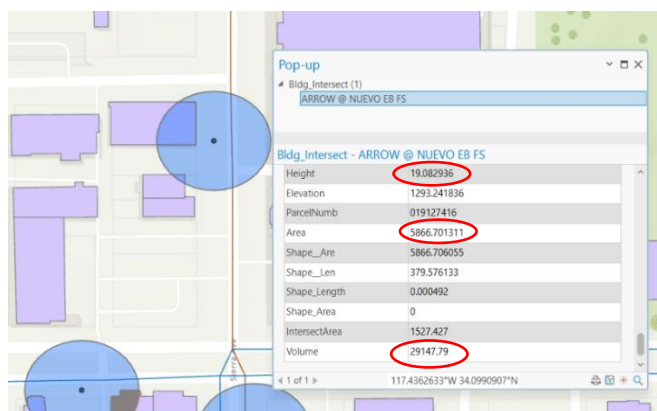 Pop-up
Bldg_Intersect (1)
ARROW @ NUEVO EB FS
Bldg_Intersect - ARROW @ NUEVO EB FS
Height 19.082936
Elevation 1293.241836
ParcelNumb 019127416
Area 5866.701311
Shape__Are 5866.706055
Shape__Len 379.576133
Shape_Length 0.000492
Shape_Area 0
IntersectArea 1527.427
Volume 29147.79
1 of 1
117.4362633°W 34.0990907°N
Sierra Ave